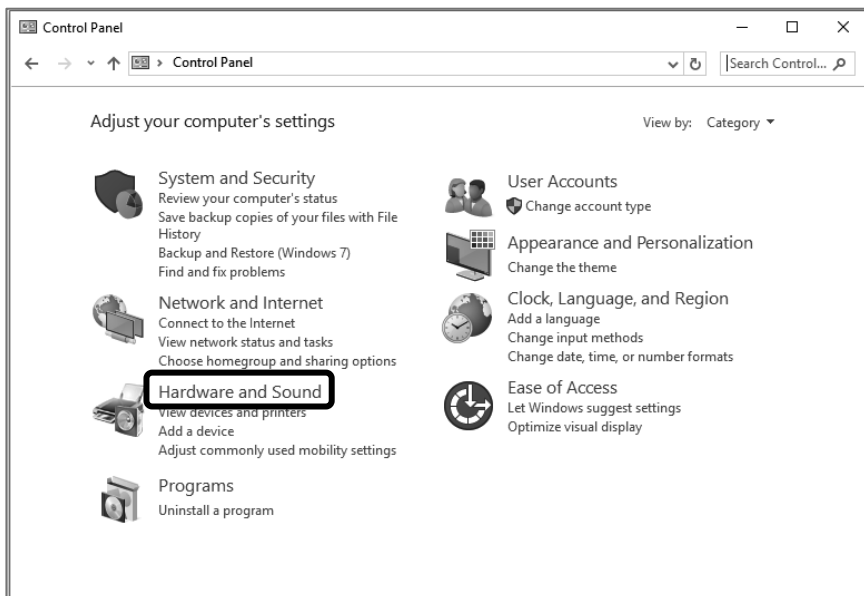 Control Panel
Control Panel
Search Control...
Adjust your computer's settings
View by: Category
System and Security
Review your computer's status
Save backup copies of your files with File
History
Backup and Restore (Windows 7)
Find and fix problems
Network and Internet
Connect to the Internet
View network status and tasks
Choose homegroup and sharing options
Hardware and Sound
View devices and printers
Add a device
Adjust commonly used mobility settings
Programs
Uninstall a program
User Accounts
Change account type
Appearance and Personalization
Change the theme
Clock, Language, and Region
Add a language
Change input methods
Change date, time, or number formats
Ease of Access
Let Windows suggest settings
Optimize visual display